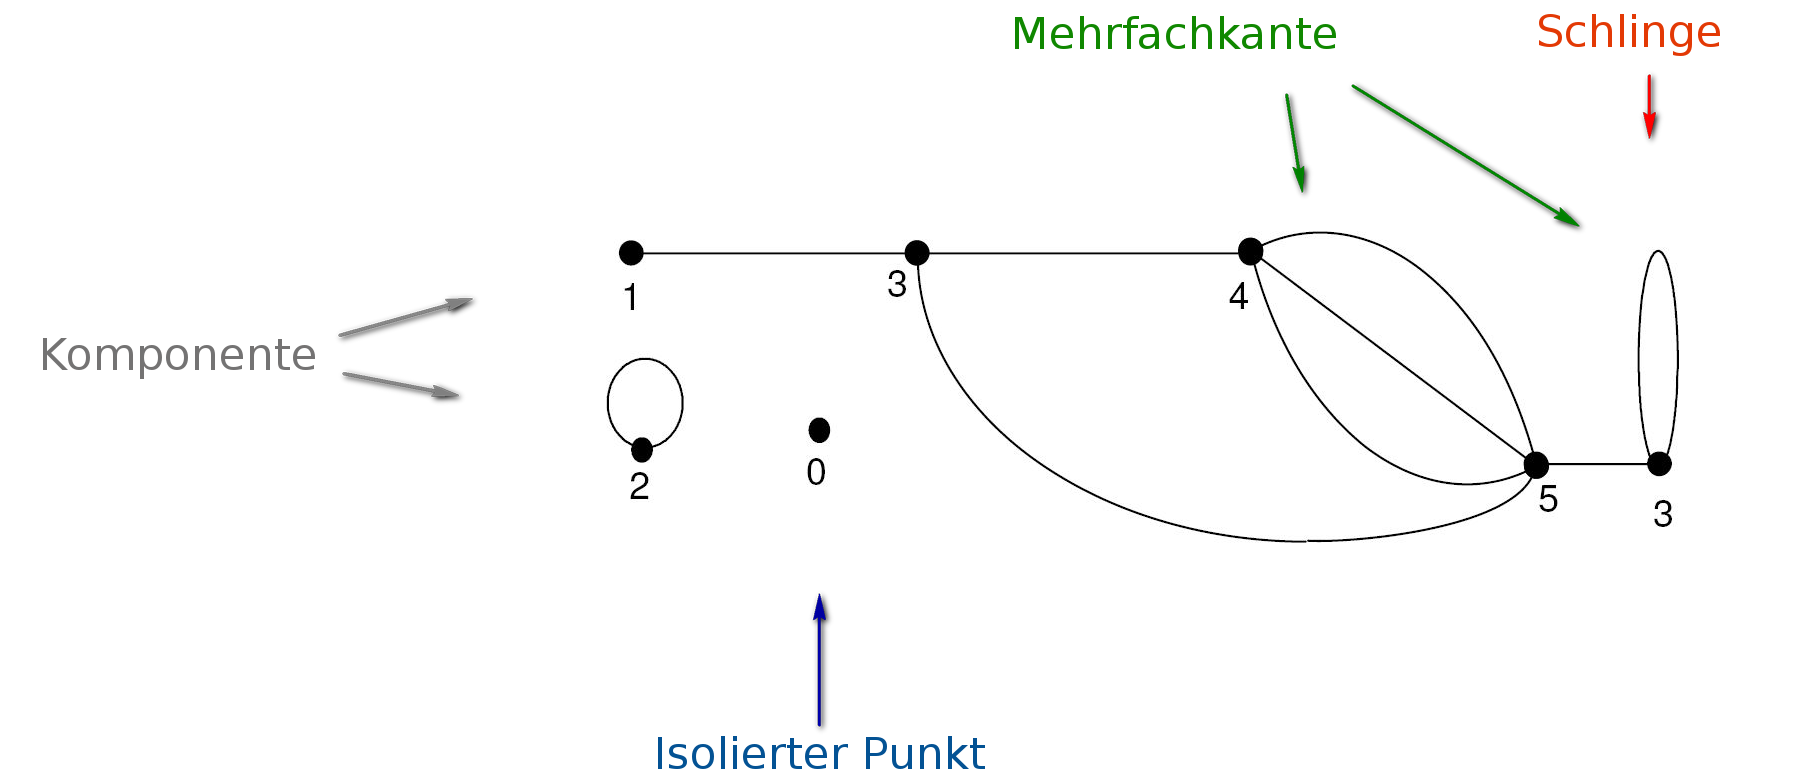 Mehrfachkante
Schlinge
1
3
4
Komponente
2
0
5
3
Isolierter Punkt